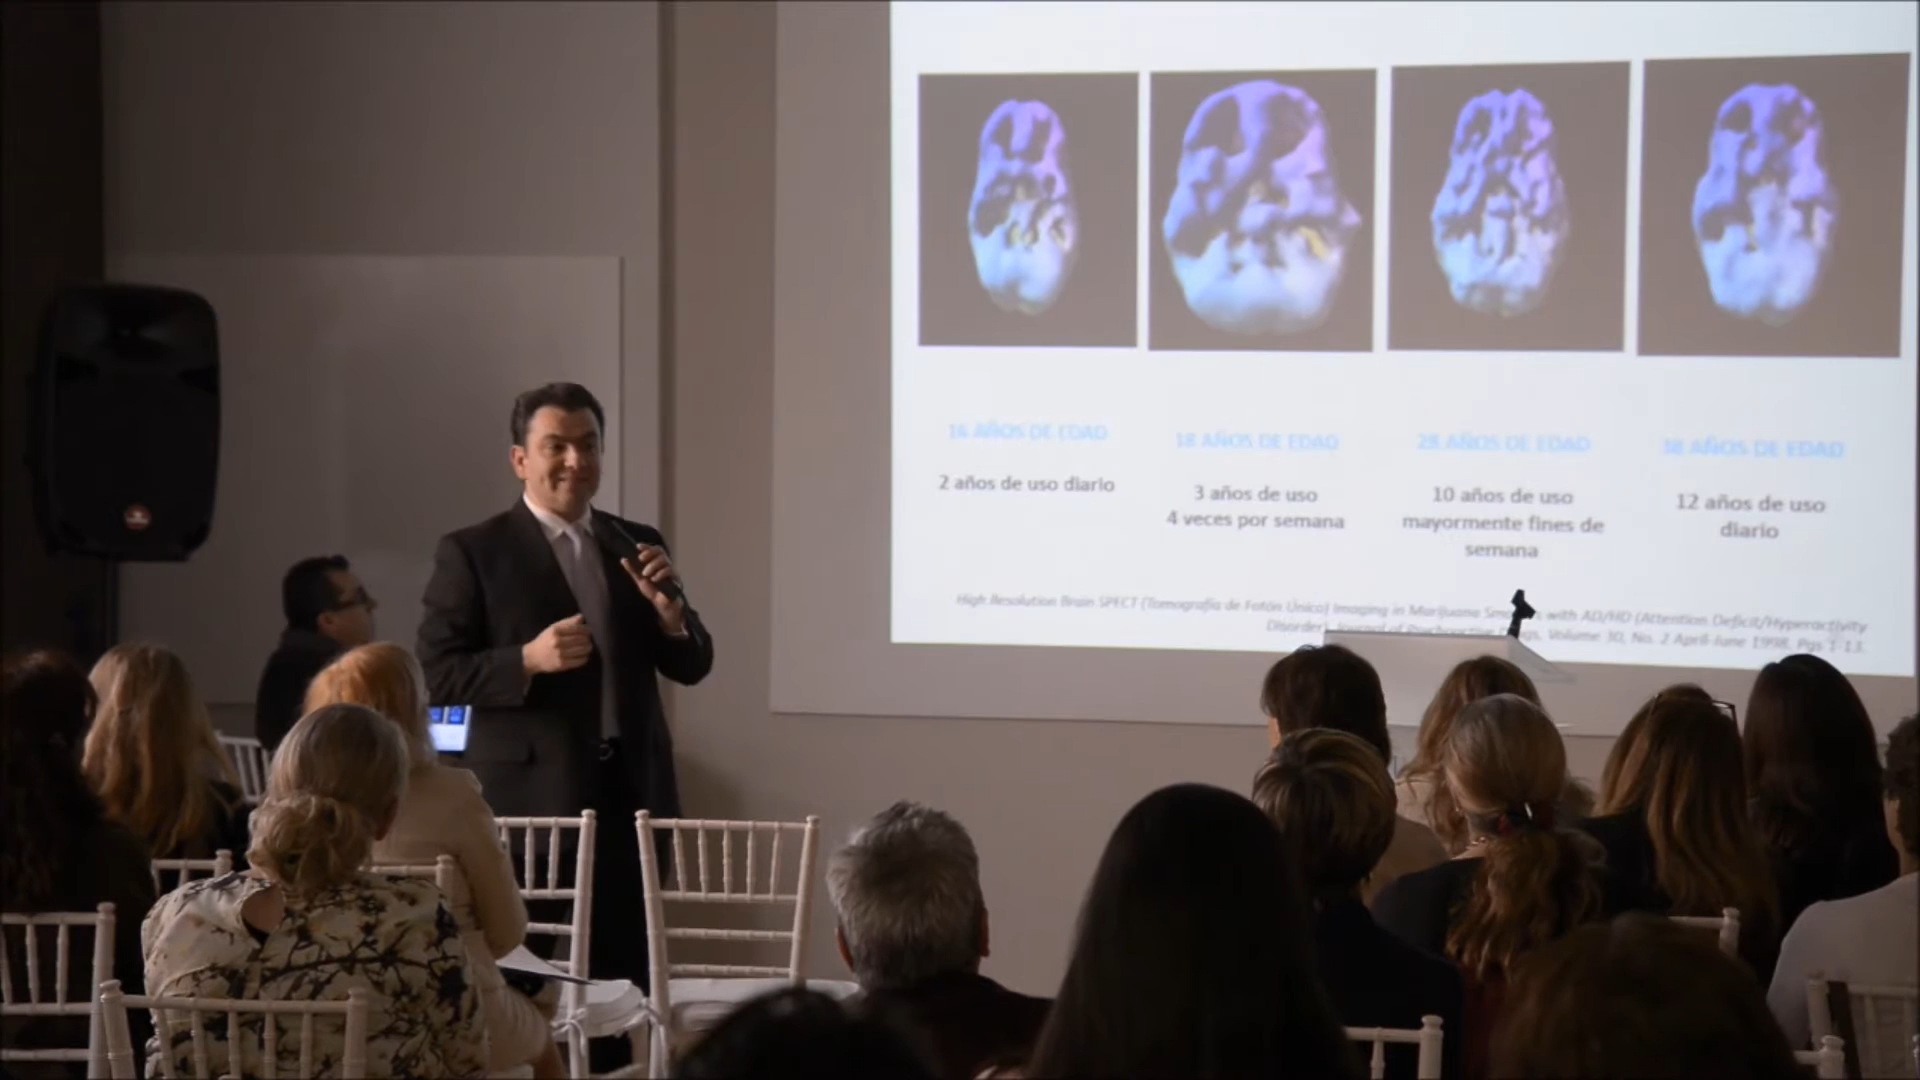 16 AÑOS DE EDAD
2 años de uso diario
18 AÑOS DE EDAD
3 años de uso
4 veces por semana
AÑOS DE EDAD
10 años de uso
mayormente fines de
semana
AÑOS DE EDAD
12 años de uso
diario
High Resolution Brain SPECT (Tomografía de Fotón Único) Imaging in Marijuana with AD/HD (Attention Deficit/Hyperactivity
Disorder) Journal of Psychoactive Volume 30, No. 2 April-June 1998. Pgs 1-13.